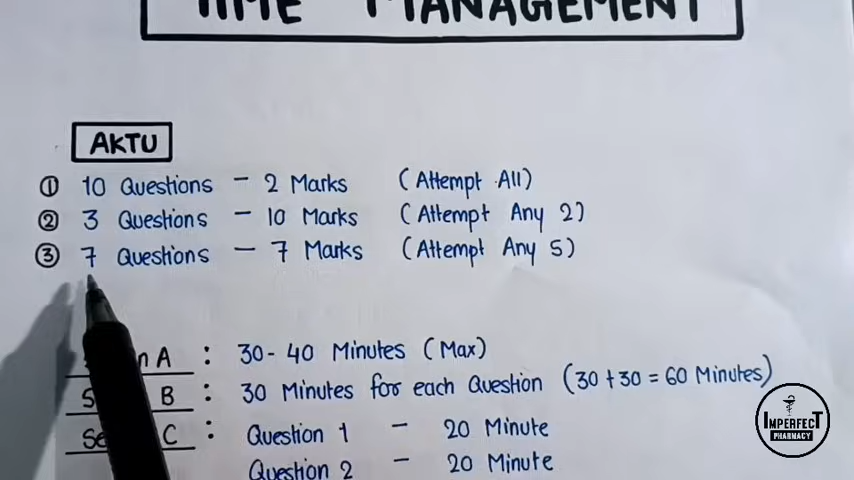 TIME MANAGEMENT
AKTU
① 10 Questions – 2 Marks (Attempt All)
② 3 Questions – 10 Marks (Attempt Any 2)
③ 7 Questions – 7 Marks (Attempt Any 5)
A : 30-40 Minutes (Max)
B : 30 Minutes for each Question (30+30 = 60 Minutes)
C : Question 1 – 20 Minute
Question 2 – 20 Minute
IMPERFECT
PHARMACY